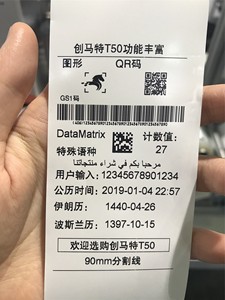 创马特T50功能丰富
图形 QR码
GS1码
DataMatrix 计数值:
特殊语种 27
مرحبا بكم في شراء منتجاتنا
用户输入: 12345678901234
公历历时: 2019-01-04 22:57
伊朗历: 1440-04-26
波斯兰历: 1397-10-15
欢迎选购创马特T50
90mm分割线